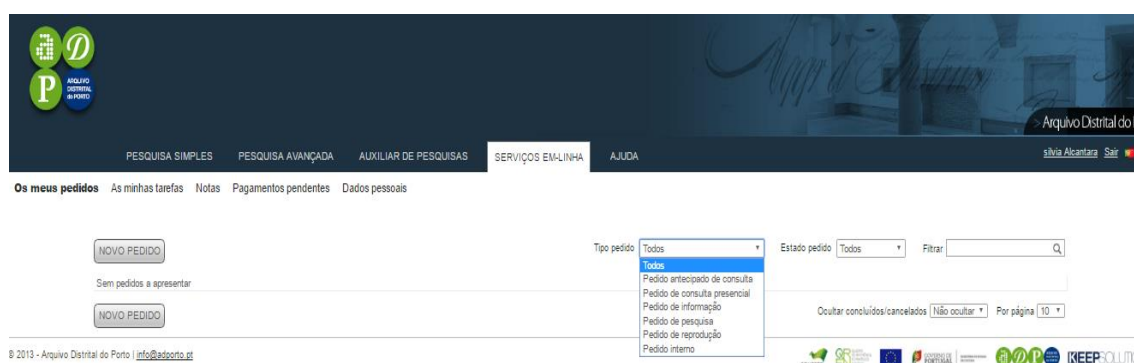 ARQUIVO
DISTRITAL
do PORTO
> Arquivo Distrital do
PESQUISA SIMPLES PESQUISA AVANÇADA AUXILIAR DE PESQUISAS SERVIÇOS EM-LINHA AJUDA
silvia Alcantara Sair
Os meus pedidos As minhas tarefas Notas Pagamentos pendentes Dados pessoais
NOVO PEDIDO
Tipo pedido Todos Estado pedido Todos Filtrar
Todos
Pedido antecipado de consulta
Sem pedidos a apresentar
Pedido de consulta presencial
Pedido de informação
Pedido de pesquisa
Pedido de reprodução
Pedido interno
NOVO PEDIDO
Ocultar concluídos/cancelados Não ocultar Por página 10
2013 - Arquivo Distrital do Porto | info@adporto.pt
GOVERNO DE PORTUGAL
KEEP